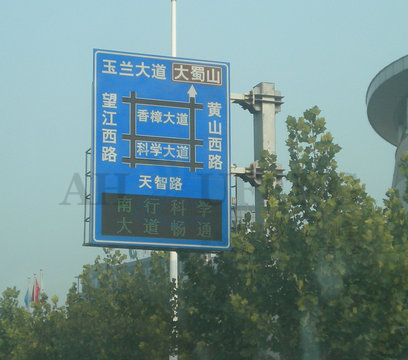 玉兰大道 大蜀山
望江西路
香樟大道
黄山西路
科学大道
天智路
南行科学
大道畅通